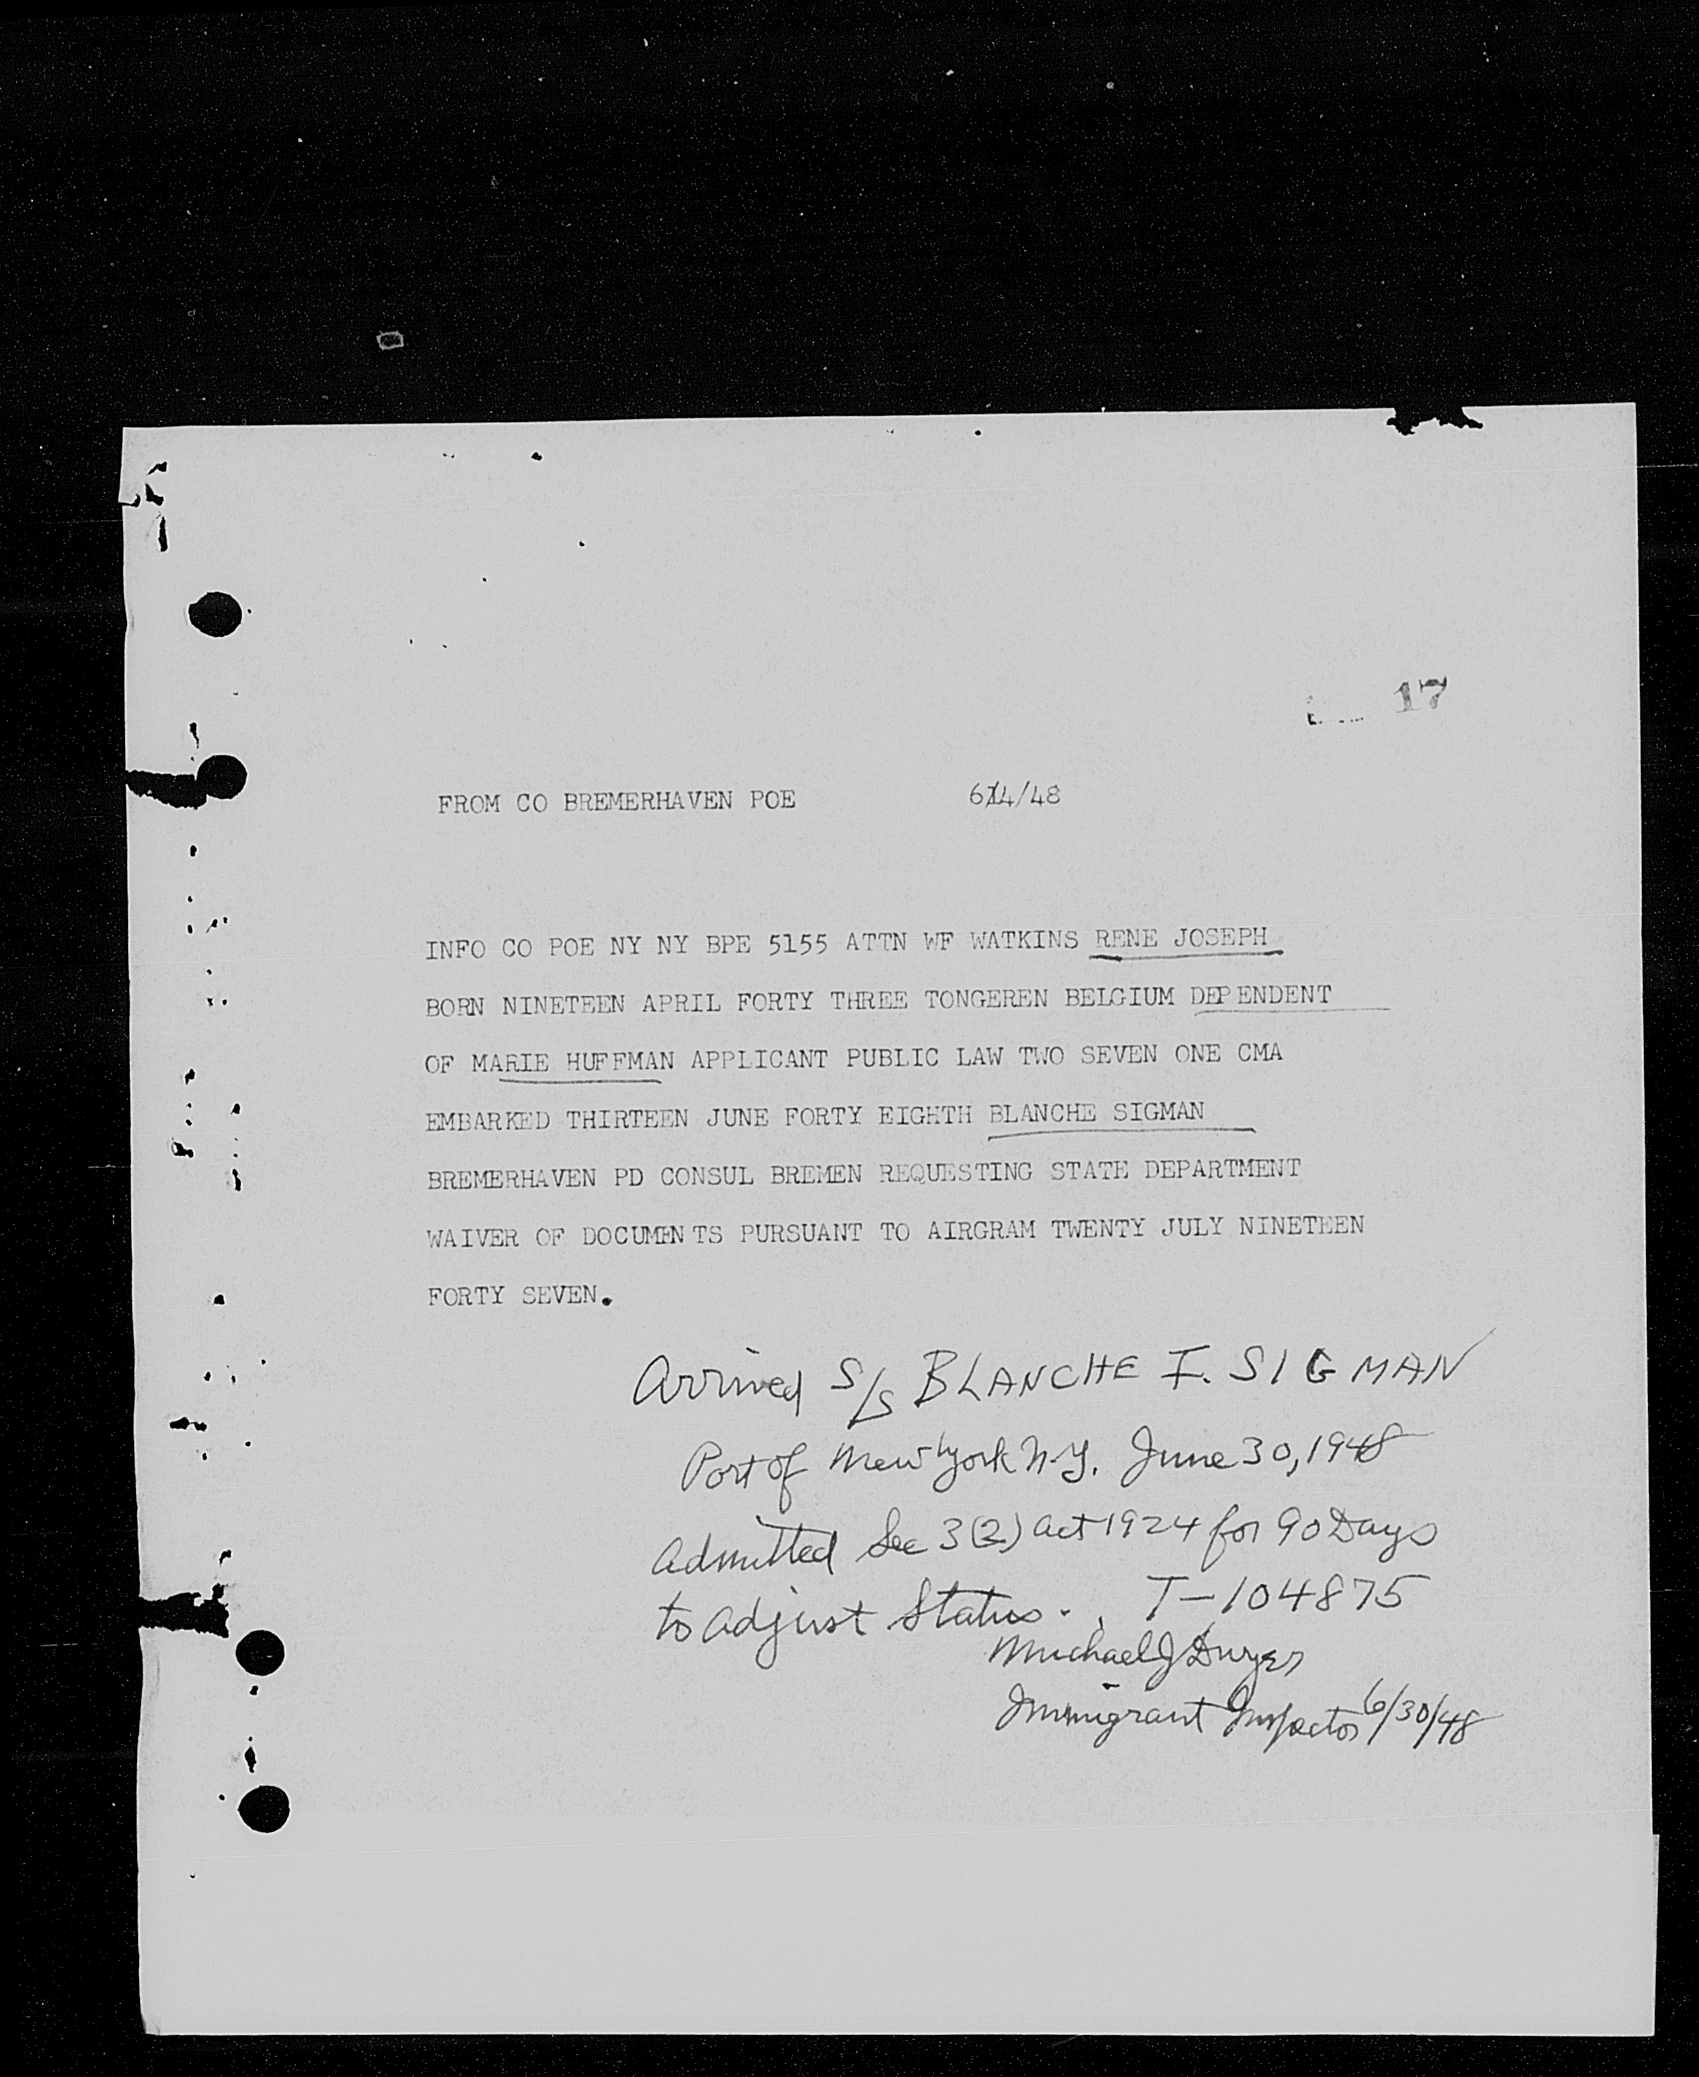 17
FROM CO BREMERHAVEN POE 6/14/48
INFO CO POE NY NY BPE 5155 ATTN WF WATKINS RENE JOSEPH
BORN NINETEEN APRIL FORTY THREE TONGEREN BELGIUM DEPENDENT
OF MARIE HUFFMAN APPLICANT PUBLIC LAW TWO SEVEN ONE CMA
EMBARKED THIRTEEN JUNE FORTY EIGHTH BLANCHE SIGMAN
BREMERHAVEN PD CONSUL BREMEN REQUESTING STATE DEPARTMENT
WAIVER OF DOCUMENTS PURSUANT TO AIRGRAM TWENTY JULY NINETEEN
FORTY SEVEN.
Arrived S/S BLANCHE F. SIGMAN
Port of New York N.Y. June 30, 1948
admitted Sec 3(2) act 1924 for 90 Days
to adjust Status. T-104875
Michael J Dwyer
Immigrant Inspector 6/30/48